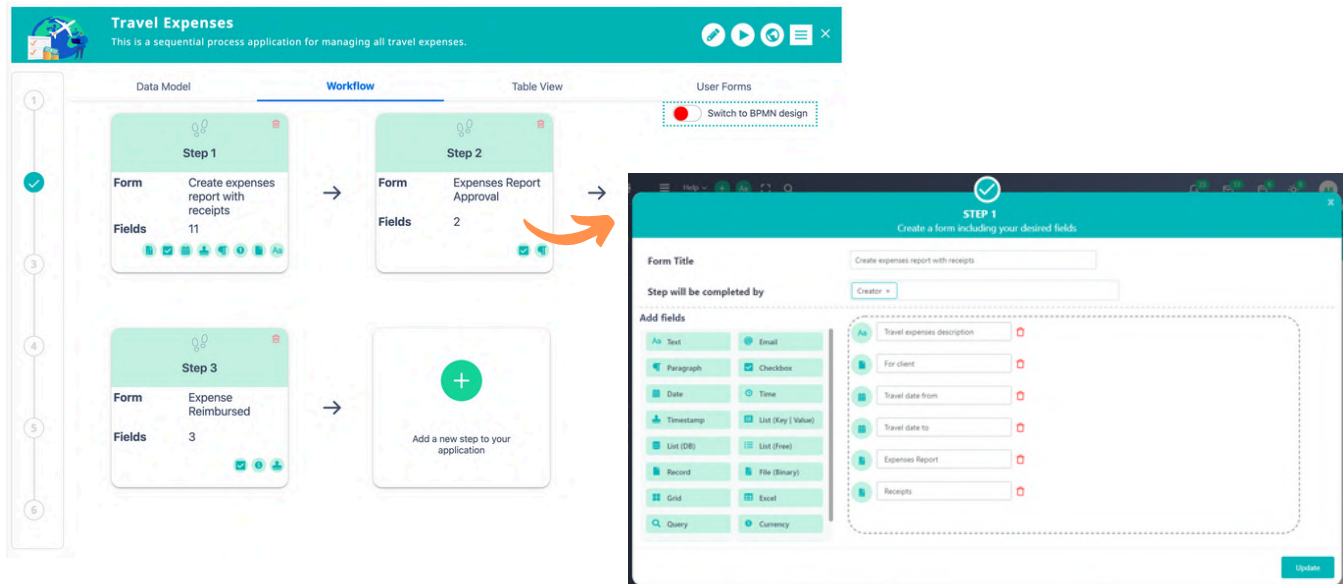 Travel Expenses
This is a sequential process application for managing all travel expenses.
Data Model
Workflow
Table View
User Forms
Switch to BPMN design
1
3
4
5
6
Step 1
Form
Create expenses
report with
receipts
Fields
11
Aa
Step 2
Form
Expenses Report
Approval
Fields
2
Step 3
Form
Expense
Reimbursed
Fields
3
Add a new step to your
application
Help
Aa
STEP 1
Create a form including your desired fields
x
Form Title
Create expenses report with receipts
Step will be completed by
Creator ×
Add fields
Aa Text
@ Email
Paragraph
Checkbox
Date
Time
Timestamp
List (Key | Value)
List (DB)
List (Free)
Record
File (Binary)
Grid
Excel
Query
Currency
Aa
Travel expenses description
For client
Travel date from
Travel date to
Expenses Report
Receipts
Update